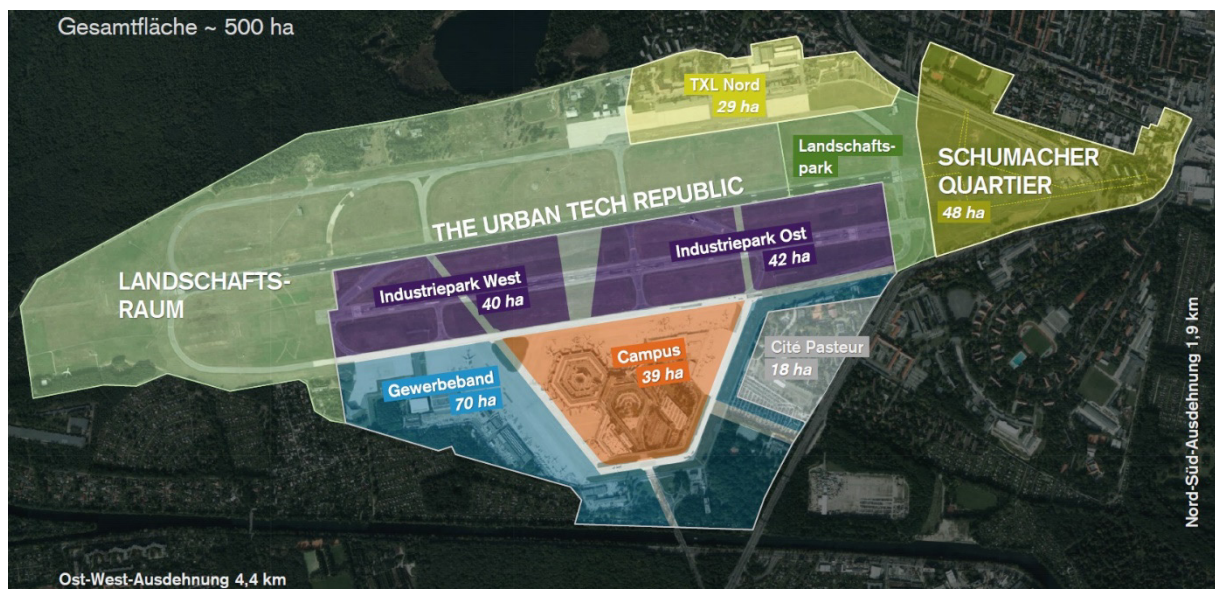 Gesamtfläche ~ 500 ha
TXL Nord
29 ha
Landschafts-
park
SCHUMACHER
QUARTIER
48 ha
THE URBAN TECH REPUBLIC
Industriepark Ost
42 ha
LANDSCHAFTS-
RAUM
Industriepark West
40 ha
Campus
39 ha
Cité Pasteur
18 ha
Gewerbeband
70 ha
Nord-Süd-Ausdehnung 1,9 km
Ost-West-Ausdehnung 4,4 km